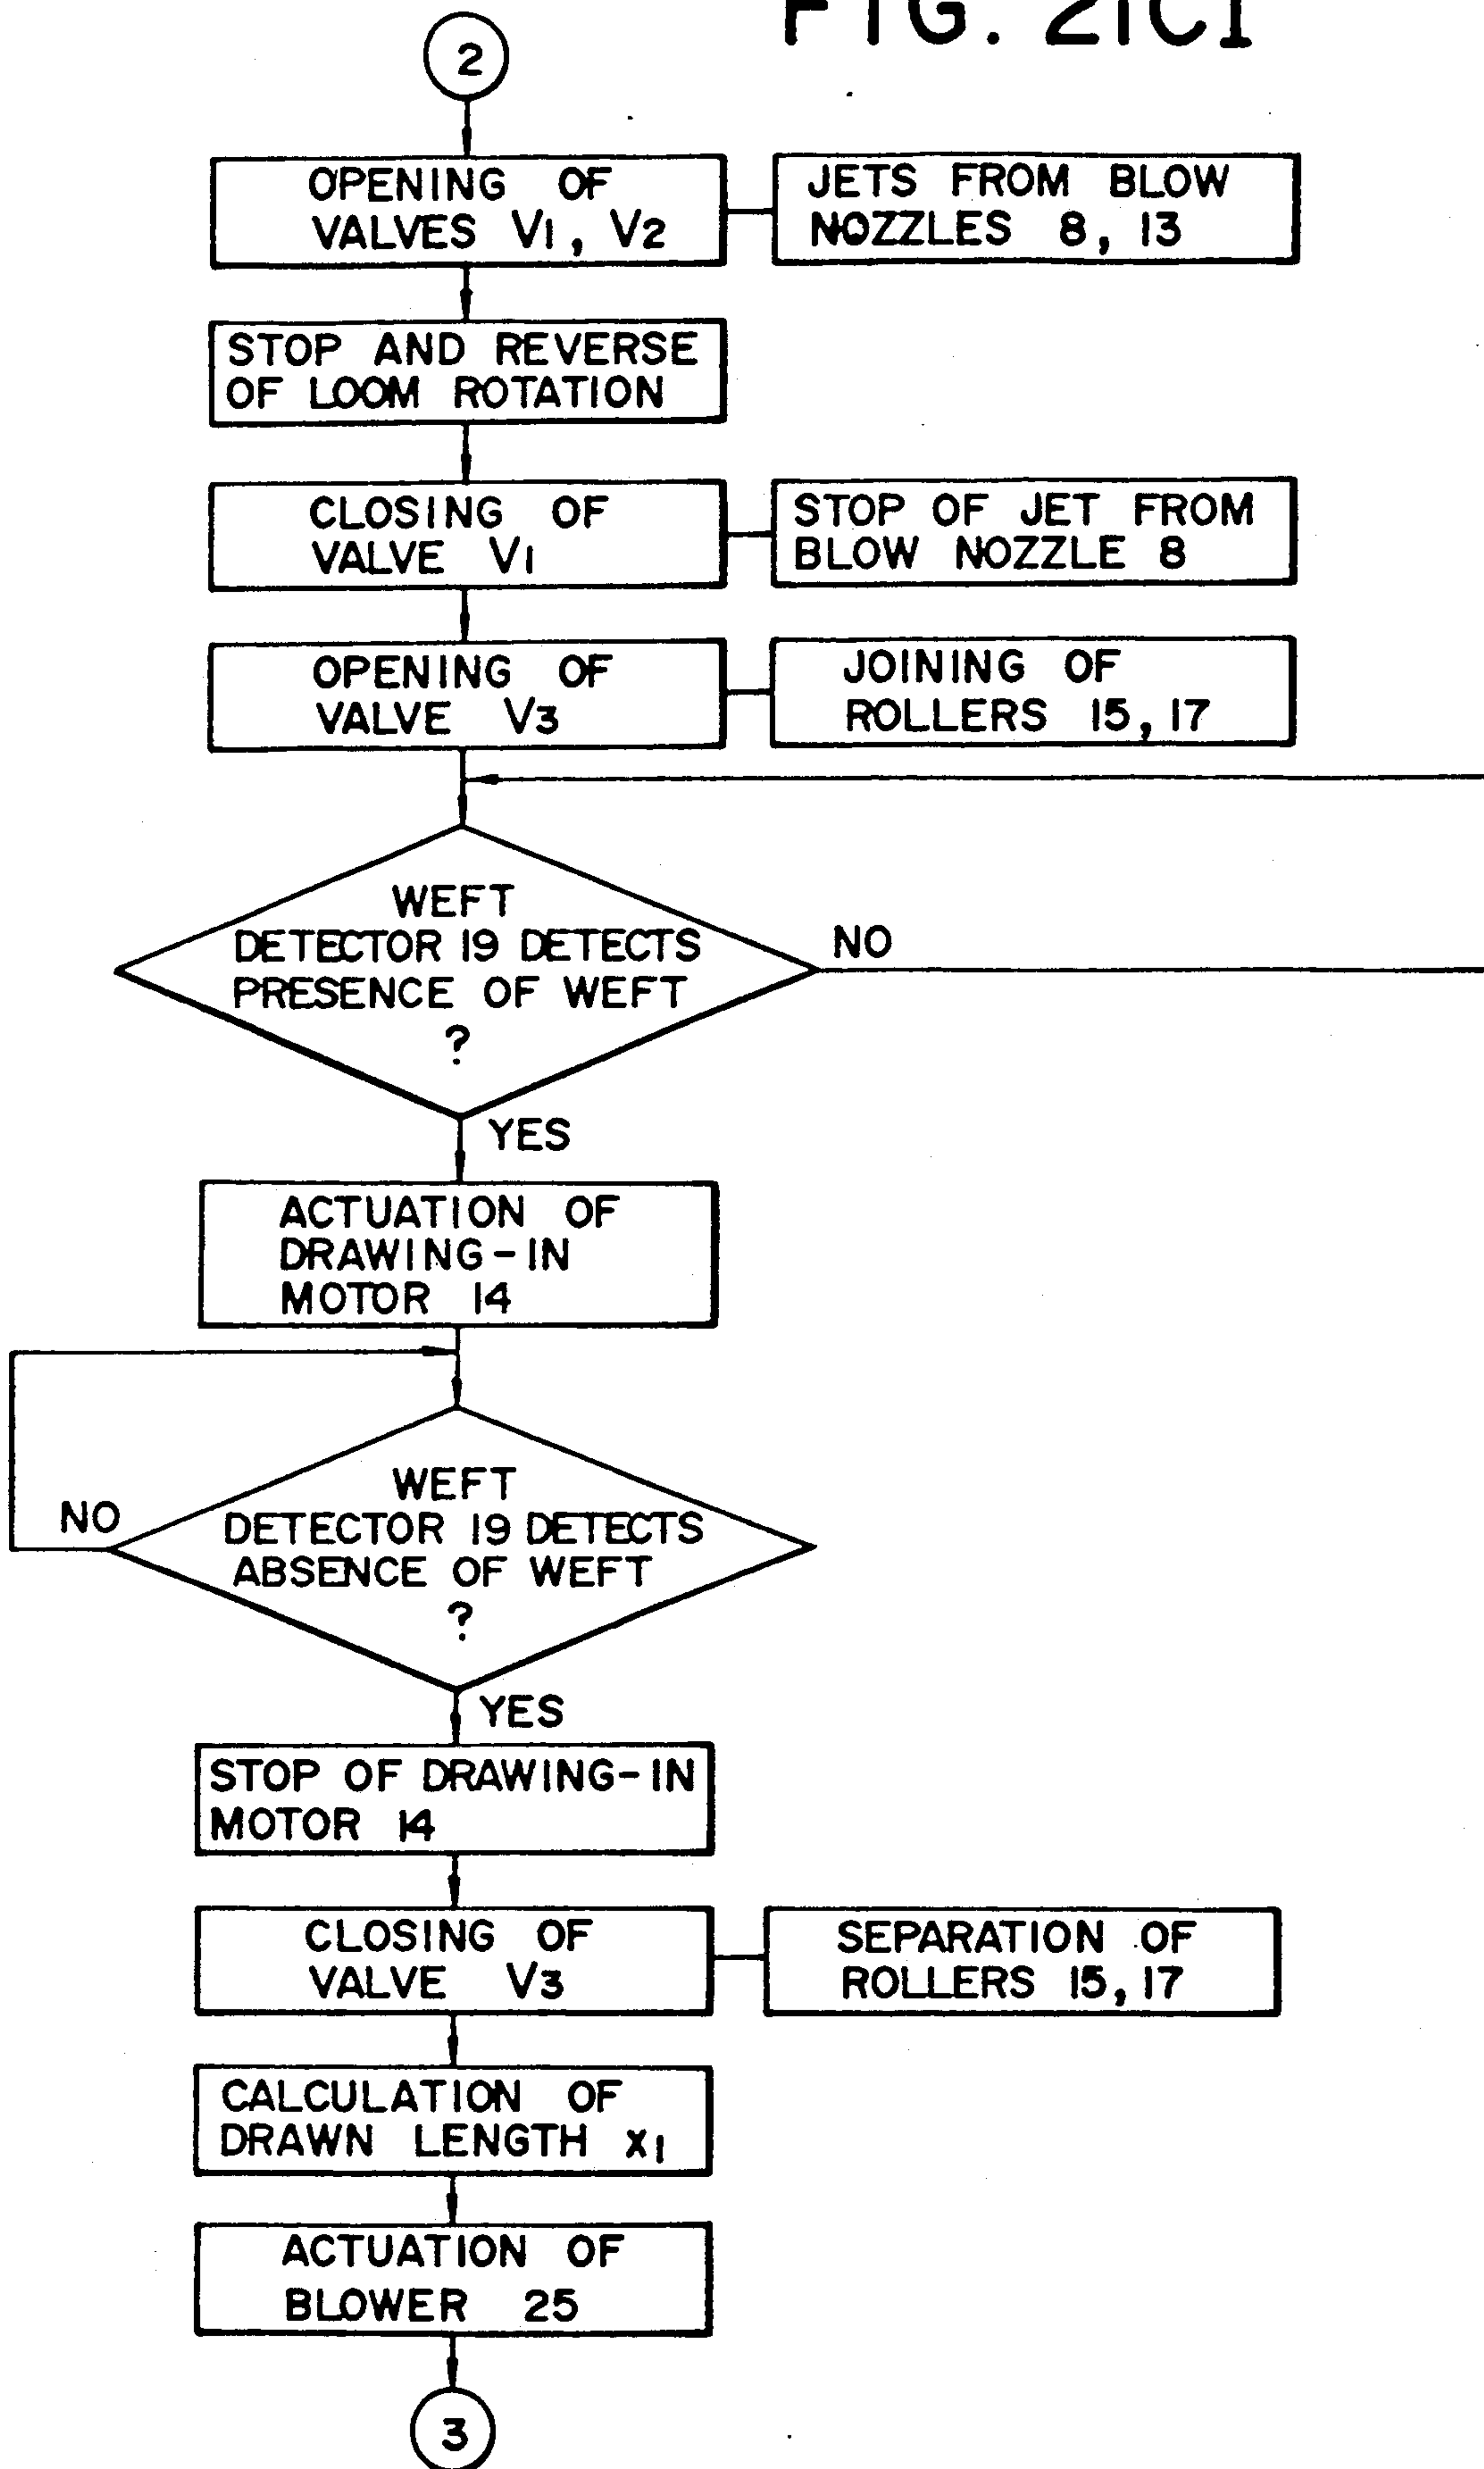 FIG. 21C1
2
OPENING OF
VALVES V1, V2
JETS FROM BLOW
NOZZLES 8, 13
STOP AND REVERSE
OF LOOM ROTATION
CLOSING OF
VALVE V1
STOP OF JET FROM
BLOW NOZZLE 8
OPENING OF
VALVE V3
JOINING OF
ROLLERS 15, 17
WEFT
DETECTOR 19 DETECTS
PRESENCE OF WEFT
?
NO
YES
ACTUATION OF
DRAWING-IN
MOTOR 14
WEFT
DETECTOR 19 DETECTS
ABSENCE OF WEFT
?
NO
YES
STOP OF DRAWING-IN
MOTOR 14
CLOSING OF
VALVE V3
SEPARATION OF
ROLLERS 15, 17
CALCULATION OF
DRAWN LENGTH X1
ACTUATION OF
BLOWER 25
3